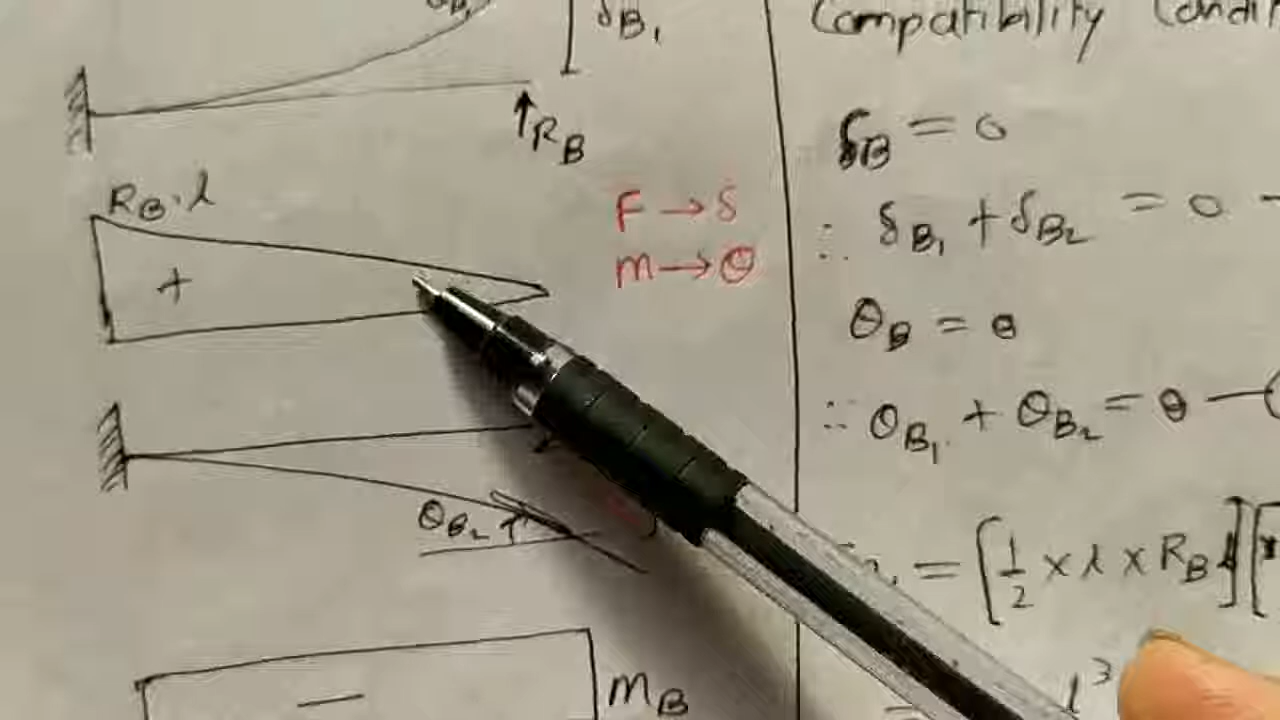 δB₁
↑RB
RB.l
+
F → δ
m → θ
θB₂
−
mB
Compatibility
δB = 0
∴ δB₁ + δB₂ = 0 -
θB = 0
∴ θB₁ + θB₂ = 0 — (
= [1/2 × l × RB l] [
= l³